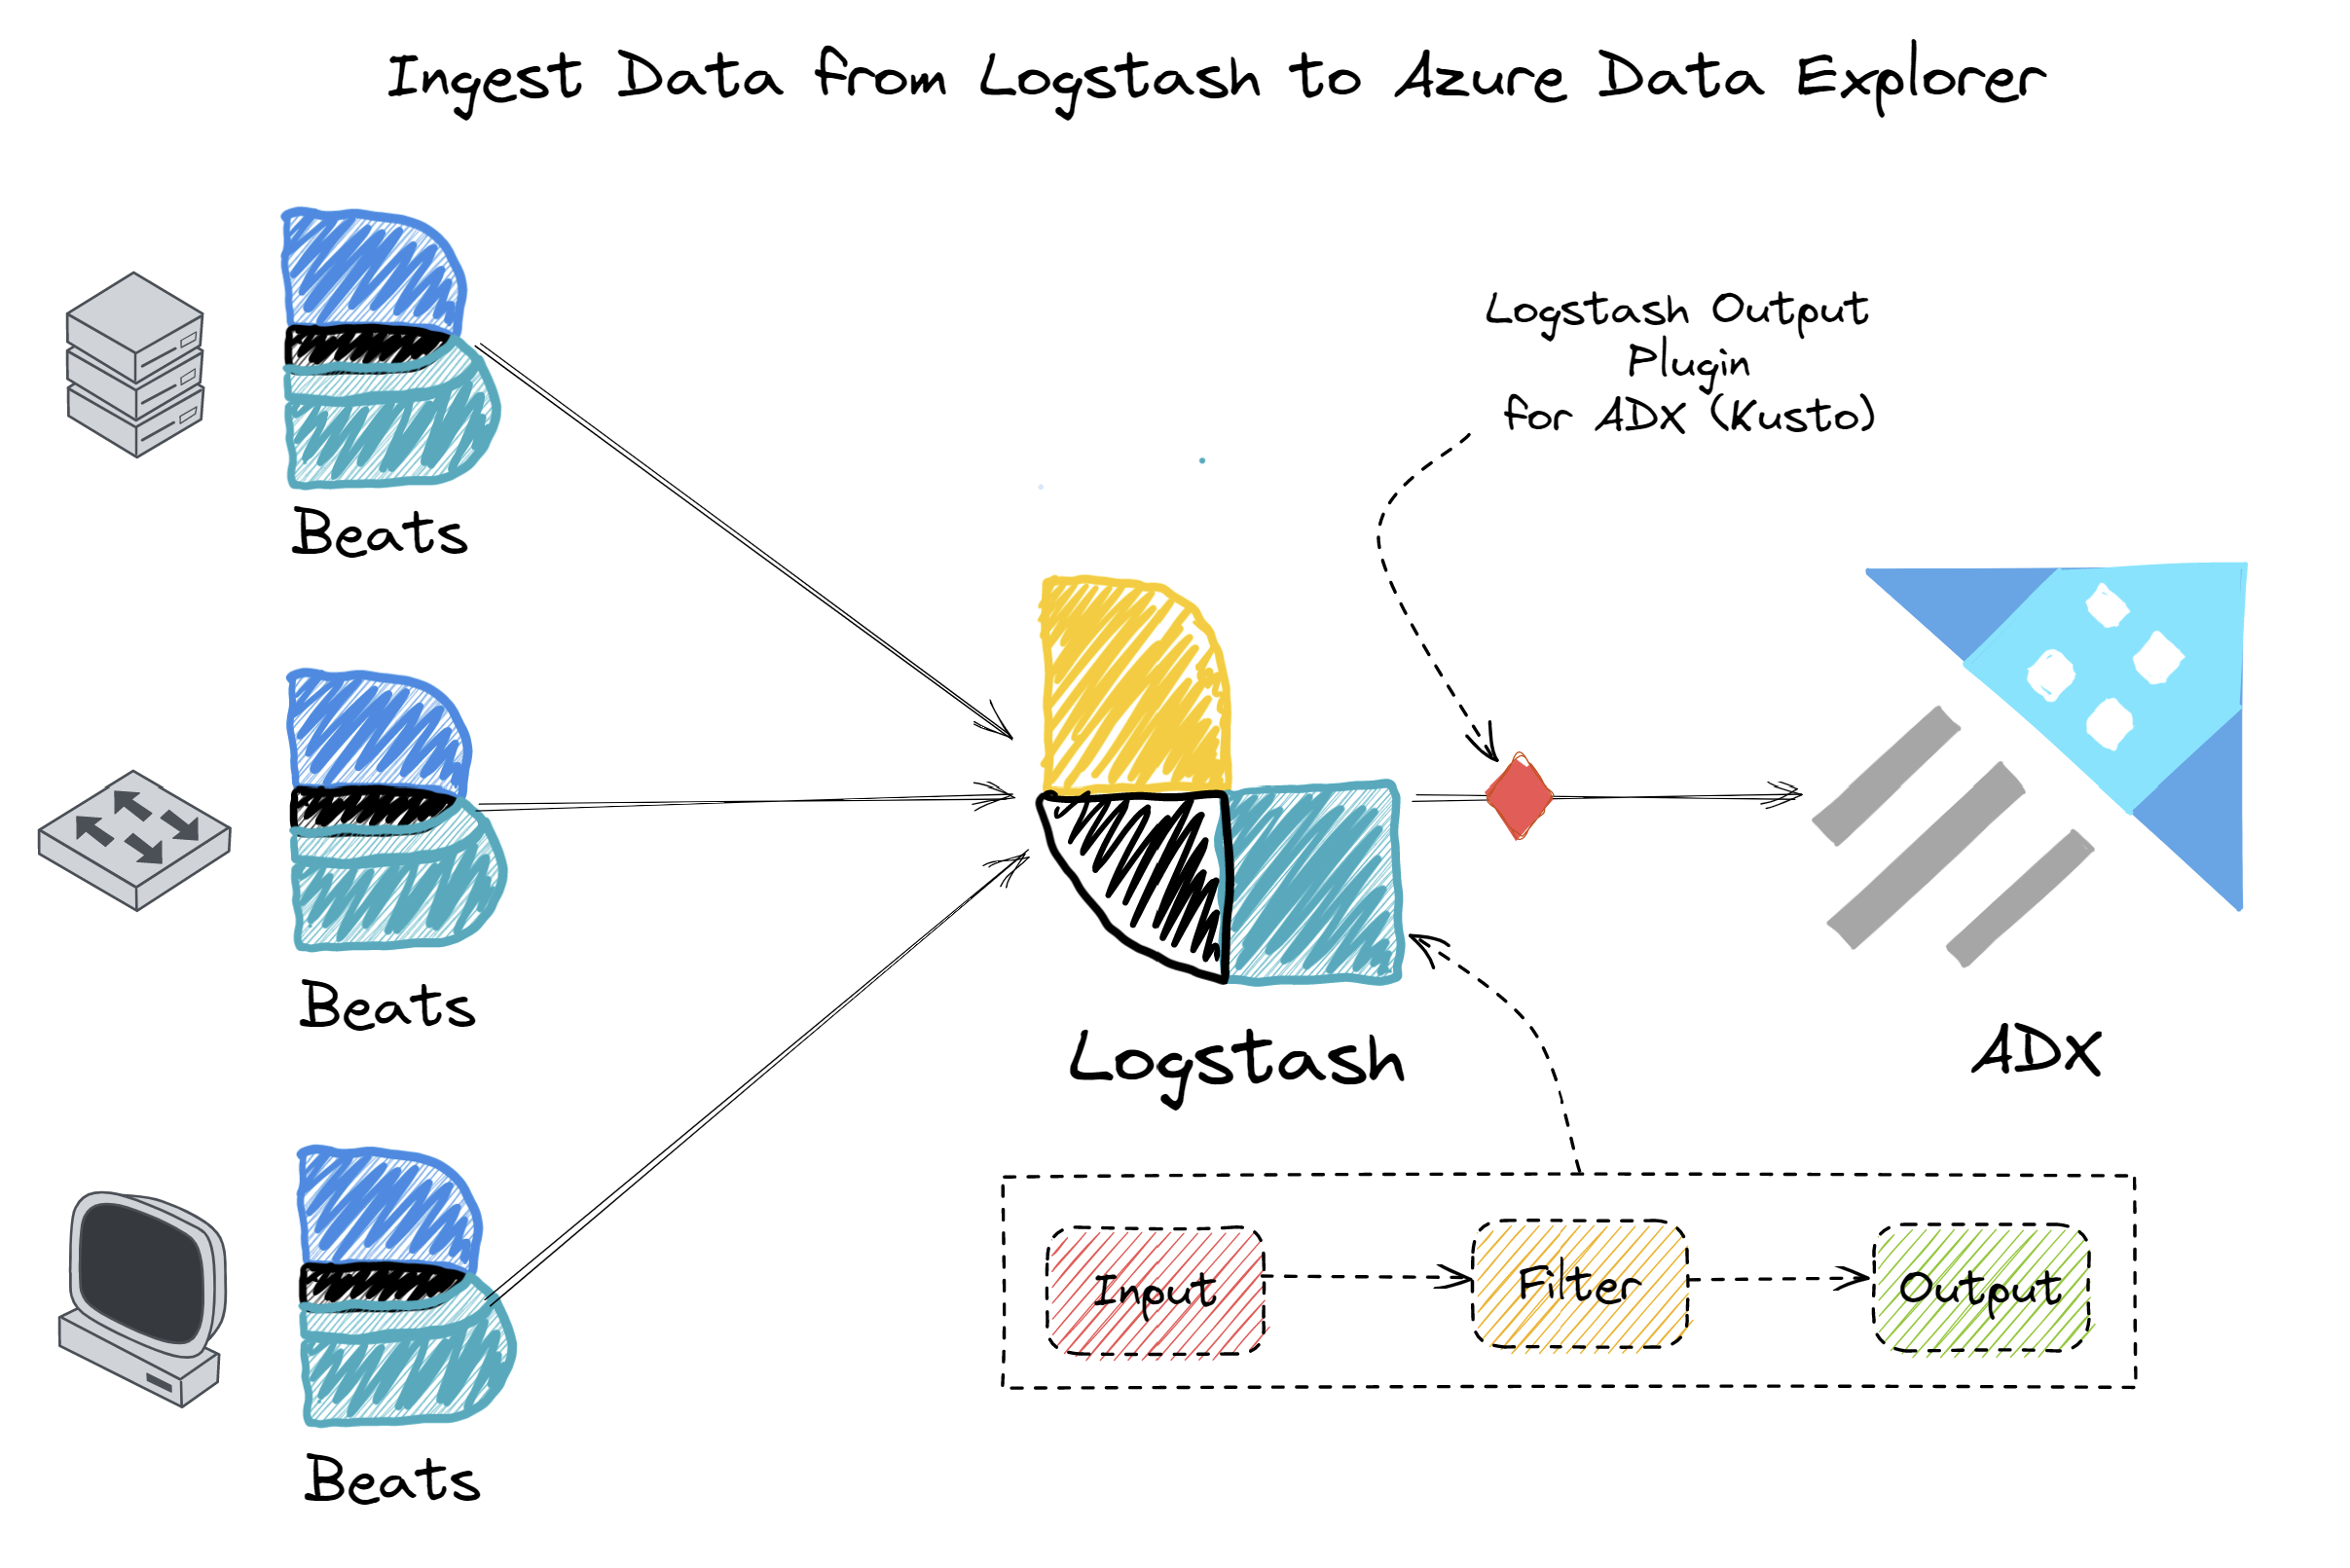 Ingest Data from Logstash to Azure Data Explorer
Logstash Output
Plugin
for ADX (Kusto)
Beats
Beats
Logstash
ADX
Input
Filter
Output
Beats